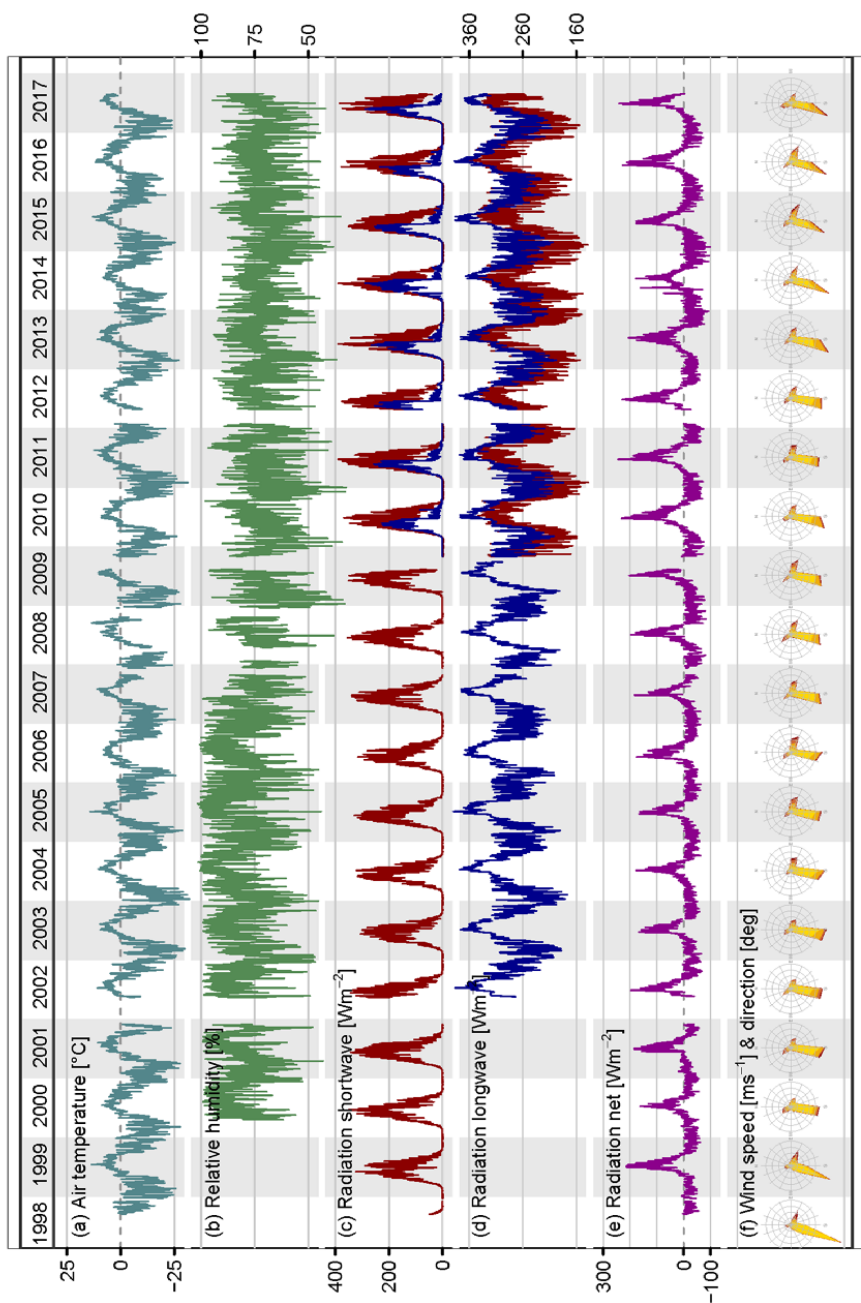 1998 1999 2000 2001 2002 2003 2004 2005 2006 2007 2008 2009 2010 2011 2012 2013 2014 2015 2016 2017
(a) Air temperature [°C]
25
0
−25
(b) Relative humidity [%]
100
75
50
(c) Radiation shortwave [Wm⁻²]
400
200
0
(d) Radiation longwave [Wm⁻²]
360
260
160
(e) Radiation net [Wm⁻²]
300
0
−100
(f) Wind speed [ms⁻¹] & direction [deg]